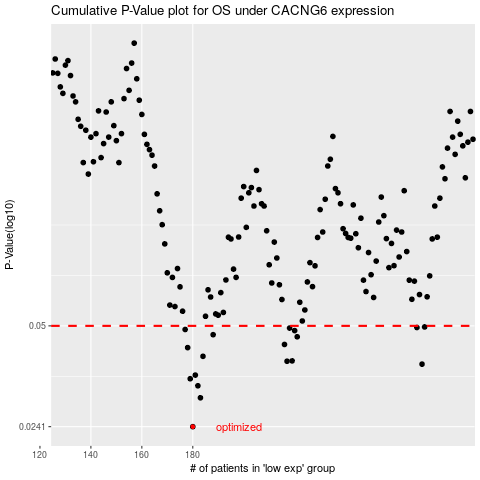 Cumulative P-Value plot for OS under CACNG6 expression
P-Value(log10)
0.05
0.0241
optimized
120 140 160 180
# of patients in 'low exp' group